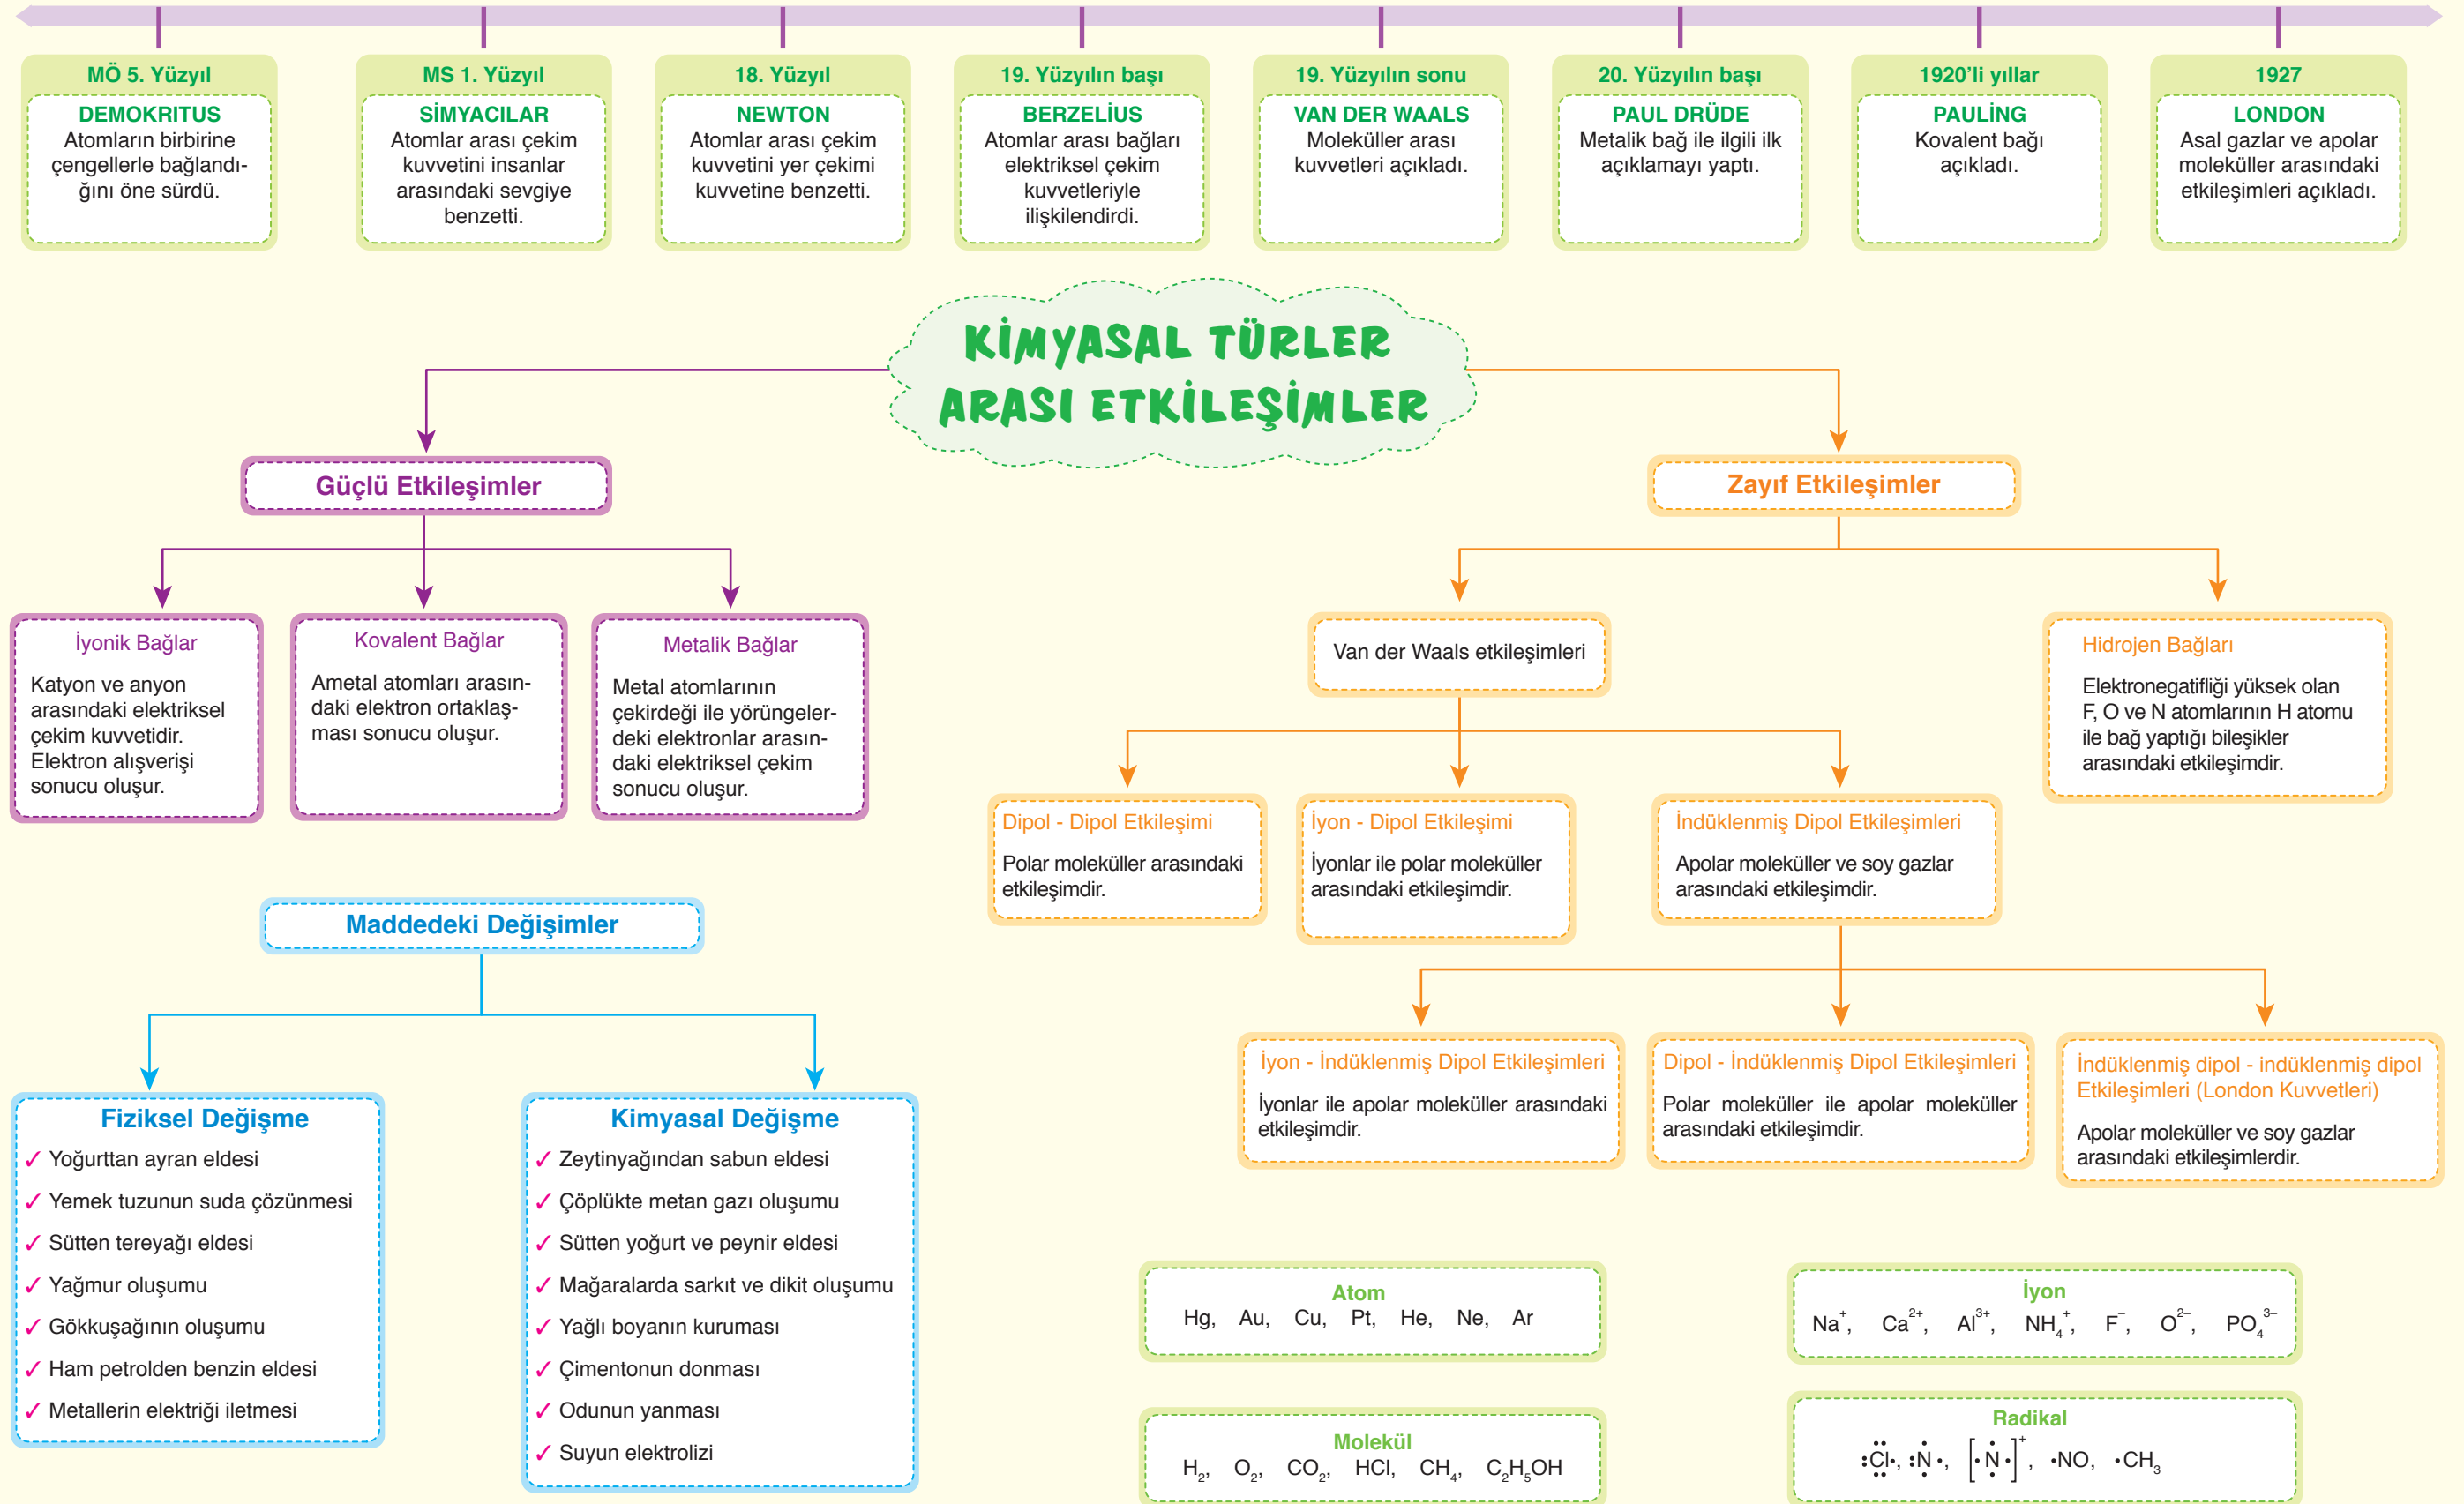 MÖ 5. Yüzyıl
DEMOKRITUS
Atomların birbirine
çengellerle bağlandı-
ğını öne sürdü.
MS 1. Yüzyıl
SİMYACILAR
Atomlar arası çekim
kuvvetini insanlar
arasındaki sevgiye
benzetti.
18. Yüzyıl
NEWTON
Atomlar arası çekim
kuvvetini yer çekimi
kuvvetine benzetti.
19. Yüzyılın başı
BERZELİUS
Atomlar arası bağları
elektriksel çekim
kuvvetleriyle
ilişkilendirdi.
19. Yüzyılın sonu
VAN DER WAALS
Moleküller arası
kuvvetleri açıkladı.
20. Yüzyılın başı
PAUL DRÜDE
Metalik bağ ile ilgili ilk
açıklamayı yaptı.
1920’li yıllar
PAULİNG
Kovalent bağı
açıkladı.
1927
LONDON
Asal gazlar ve apolar
moleküller arasındaki
etkileşimleri açıkladı.
KİMYASAL TÜRLER
ARASI ETKİLEŞİMLER
Güçlü Etkileşimler
İyonik Bağlar
Katyon ve anyon
arasındaki elektriksel
çekim kuvvetidir.
Elektron alışverişi
sonucu oluşur.
Kovalent Bağlar
Ametal atomları arasın-
daki elektron ortaklaş-
ması sonucu oluşur.
Metalik Bağlar
Metal atomlarının
çekirdeği ile yörüngeler-
deki elektronlar arasın-
daki elektriksel çekim
sonucu oluşur.
Zayıf Etkileşimler
Van der Waals etkileşimleri
Hidrojen Bağları
Elektronegatifliği yüksek olan
F, O ve N atomlarının H atomu
ile bağ yaptığı bileşikler
arasındaki etkileşimdir.
Dipol - Dipol Etkileşimi
Polar moleküller arasındaki
etkileşimdir.
İyon - Dipol Etkileşimi
İyonlar ile polar moleküller
arasındaki etkileşimdir.
İndüklenmiş Dipol Etkileşimleri
Apolar moleküller ve soy gazlar
arasındaki etkileşimdir.
İyon - İndüklenmiş Dipol Etkileşimleri
İyonlar ile apolar moleküller arasındaki
etkileşimdir.
Dipol - İndüklenmiş Dipol Etkileşimleri
Polar moleküller ile apolar moleküller
arasındaki etkileşimdir.
İndüklenmiş dipol - indüklenmiş dipol
Etkileşimleri (London Kuvvetleri)
Apolar moleküller ve soy gazlar
arasındaki etkileşimlerdir.
Maddedeki Değişimler
Fiziksel Değişme
✓ Yoğurttan ayran eldesi
✓ Yemek tuzunun suda çözünmesi
✓ Sütten tereyağı eldesi
✓ Yağmur oluşumu
✓ Gökkuşağının oluşumu
✓ Ham petrolden benzin eldesi
✓ Metallerin elektriği iletmesi
Kimyasal Değişme
✓ Zeytinyağından sabun eldesi
✓ Çöplükte metan gazı oluşumu
✓ Sütten yoğurt ve peynir eldesi
✓ Mağaralarda sarkıt ve dikit oluşumu
✓ Yağlı boyanın kuruması
✓ Çimentonun donması
✓ Odunun yanması
✓ Suyun elektrolizi
Atom
Hg, Au, Cu, Pt, He, Ne, Ar
İyon
Na⁺, Ca²⁺, Al³⁺, NH₄⁺, F⁻, O²⁻, PO₄³⁻
Molekül
H₂, O₂, CO₂, HCl, CH₄, C₂H₅OH
Radikal
:C̈l•, :Ṅ•, [•Ṅ•]⁺, •NO, •CH₃